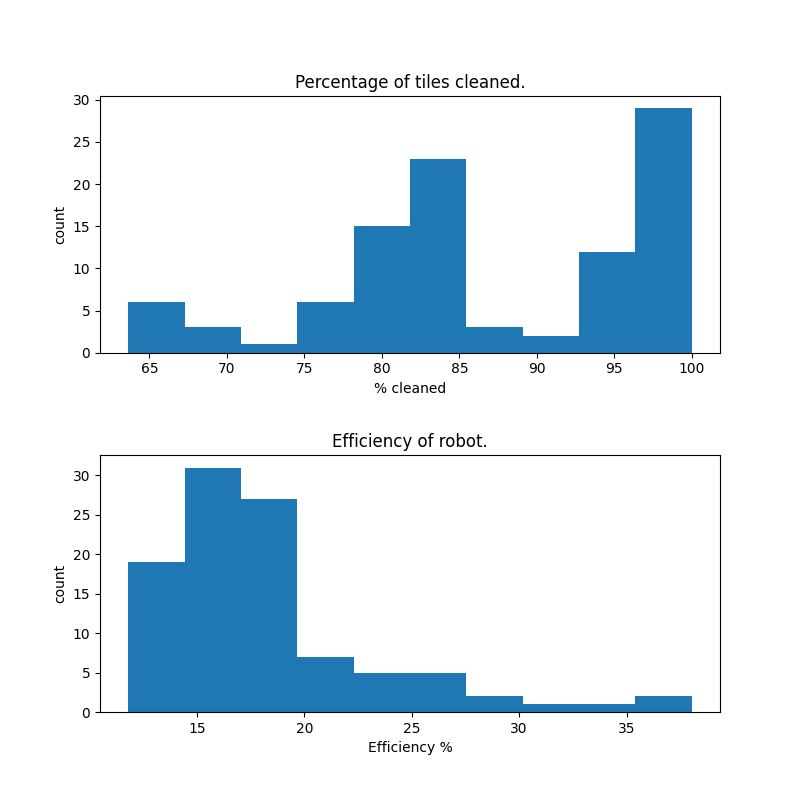 Percentage of tiles cleaned.
30
25
20
15
10
5
0
count
65 70 75 80 85 90 95 100
% cleaned
Efficiency of robot.
30
25
20
15
10
5
0
count
15 20 25 30 35
Efficiency %